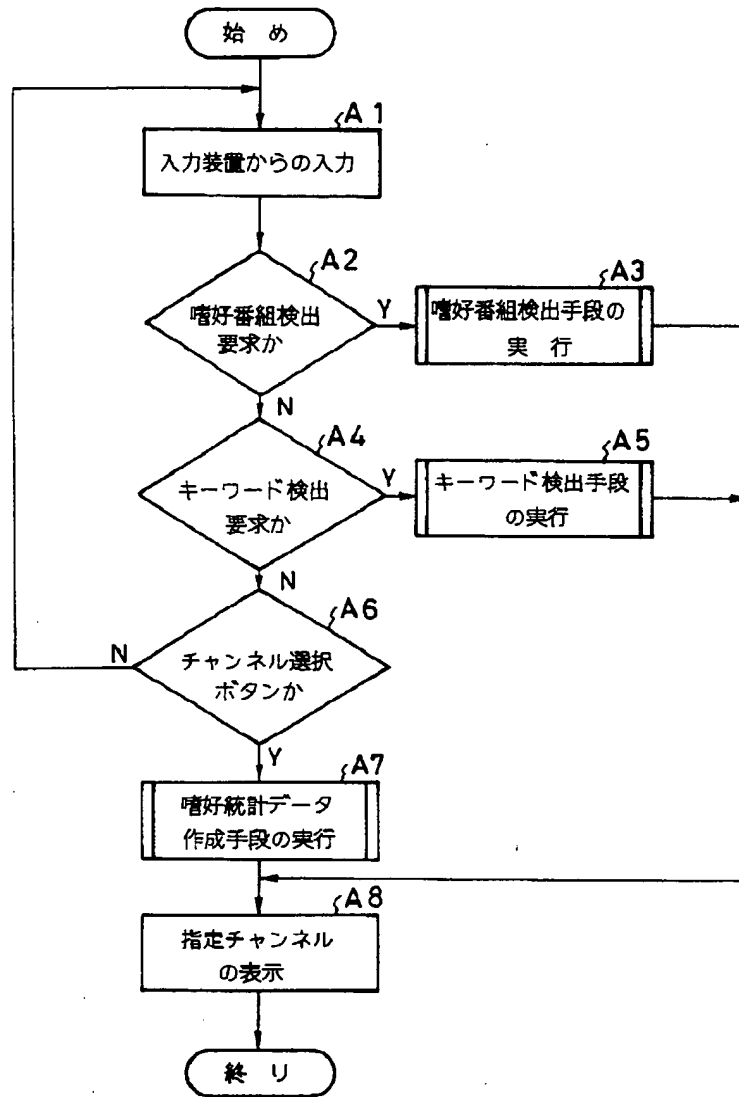 始め
A1
入力装置からの入力
A2
嗜好番組検出
要求か
Y
A3
嗜好番組検出手段の
実 行
N
A4
キーワード検出
要求か
Y
A5
キーワード検出手段
の実行
N
A6
チャンネル選択
ボタンか
N
Y
A7
嗜好統計データ
作成手段の実行
A8
指定チャンネル
の表示
終り